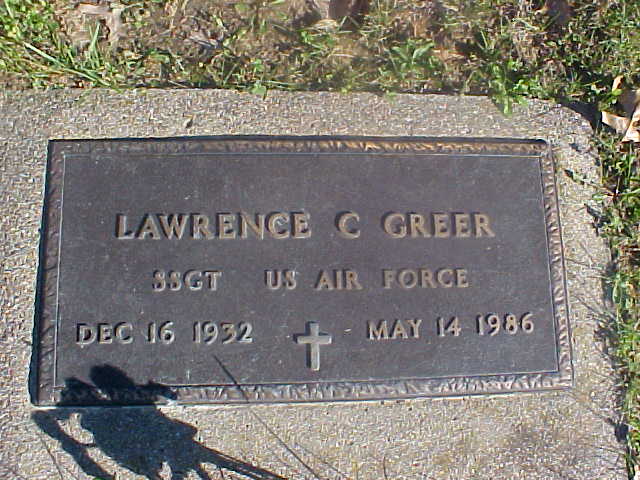 LAWRENCE C GREER
SSGT US AIR FORCE
DEC 16 1932 MAY 14 1986